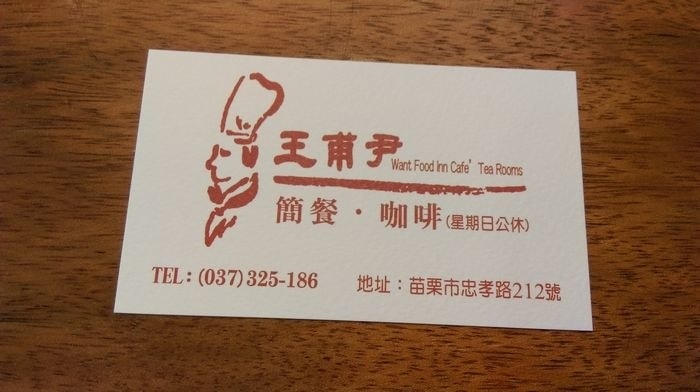 王甫尹
Want Food Inn Cafe' Tea Rooms
簡餐·咖啡(星期日公休)
TEL:(037)325-186
地址:苗栗市忠孝路212號